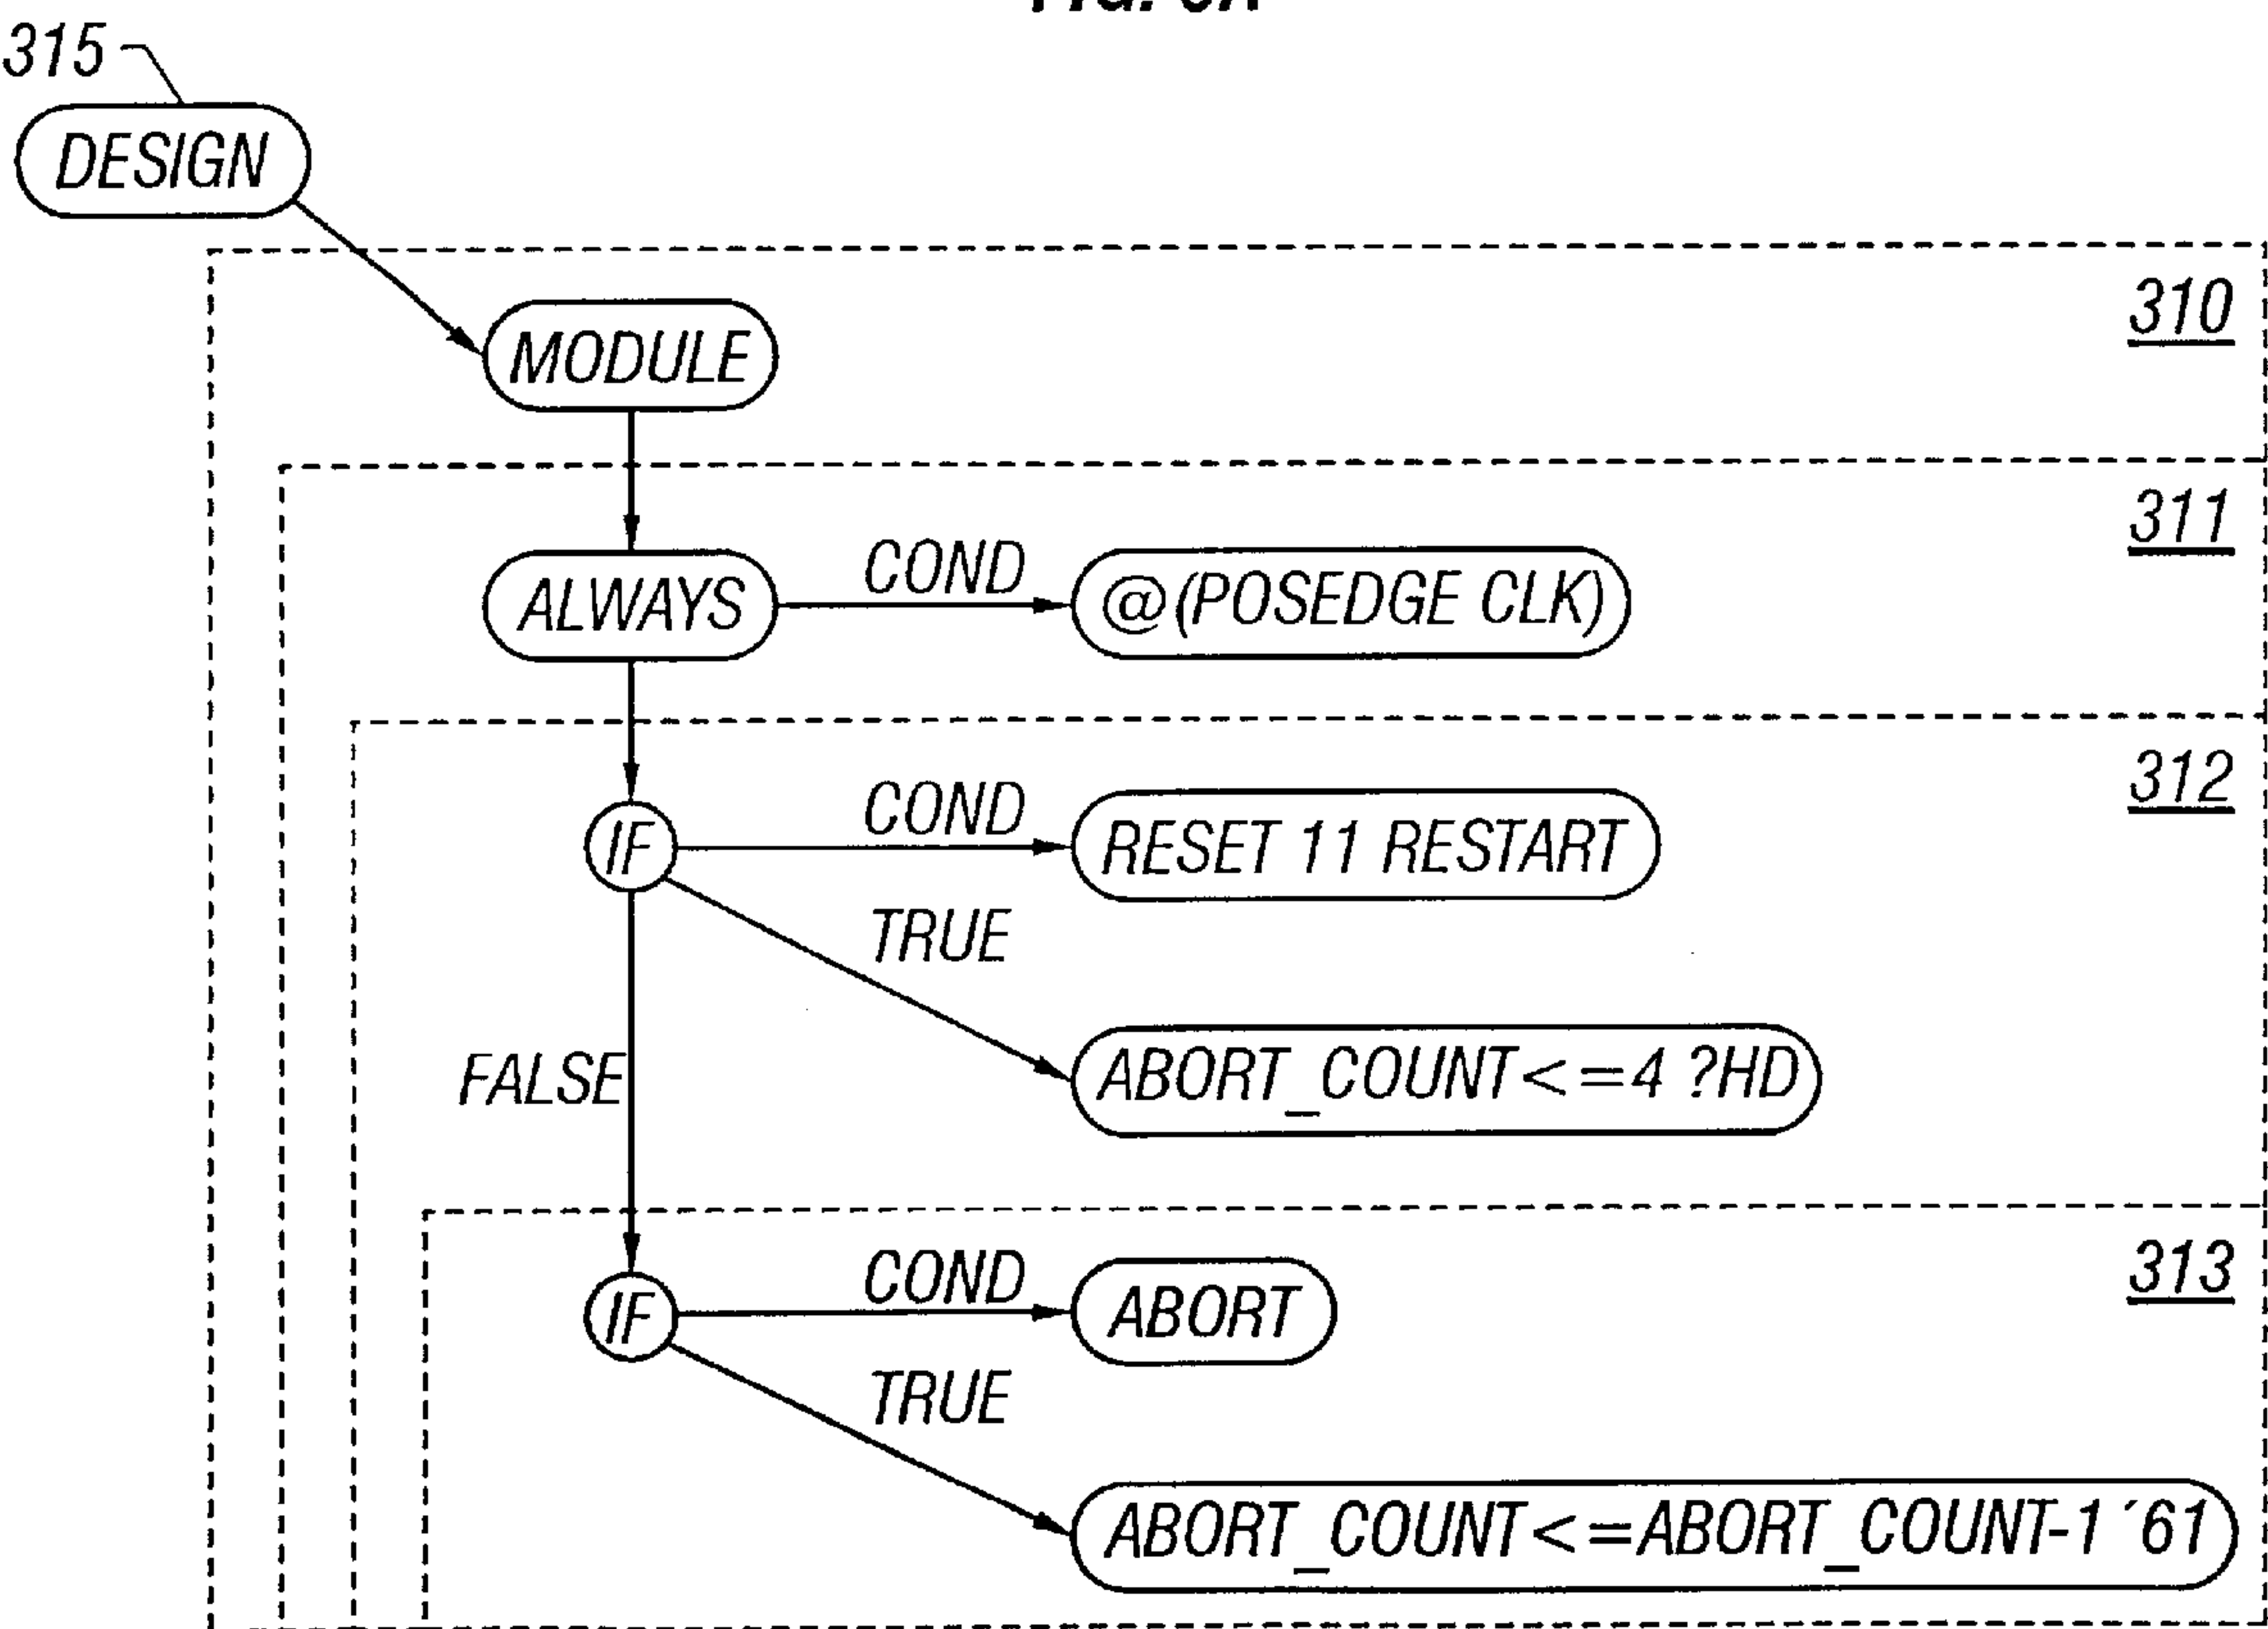 315
DESIGN
310
MODULE
311
ALWAYS
COND
@(POSEDGE CLK)
312
IF
COND
RESET 11 RESTART
TRUE
FALSE
ABORT_COUNT<=4 ?HD
313
IF
COND
ABORT
TRUE
ABORT_COUNT<=ABORT_COUNT-1 ´61